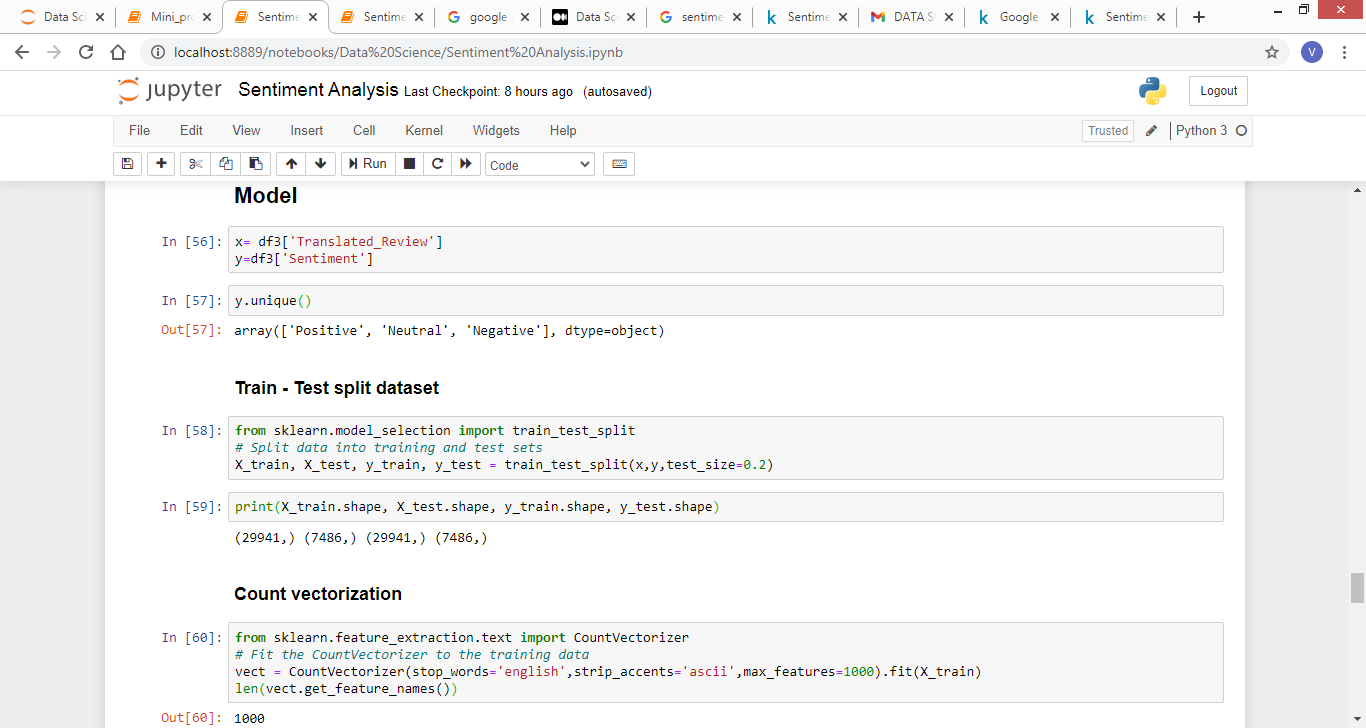 Data Sci
Mini_pro
Sentime
Sentime
google
Data Sc
sentime
Sentime
DATA S
Google
Sentime
localhost:8889/notebooks/Data%20Science/Sentiment%20Analysis.ipynb
V
jupyter Sentiment Analysis Last Checkpoint: 8 hours ago (autosaved)
Logout
File Edit View Insert Cell Kernel Widgets Help
Trusted
Python 3
Run
Code
Model
In [56]: x= df3['Translated_Review']
y=df3['Sentiment']
In [57]: y.unique()
Out[57]: array(['Positive', 'Neutral', 'Negative'], dtype=object)
Train - Test split dataset
In [58]: from sklearn.model_selection import train_test_split
# Split data into training and test sets
X_train, X_test, y_train, y_test = train_test_split(x,y,test_size=0.2)
In [59]: print(X_train.shape, X_test.shape, y_train.shape, y_test.shape)
(29941,) (7486,) (29941,) (7486,)
Count vectorization
In [60]: from sklearn.feature_extraction.text import CountVectorizer
# Fit the CountVectorizer to the training data
vect = CountVectorizer(stop_words='english',strip_accents='ascii',max_features=1000).fit(X_train)
len(vect.get_feature_names())
Out[60]: 1000